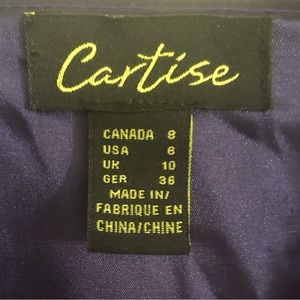 Cartise
CANADA 8
USA 6
UK 10
GER 36
MADE IN/
FABRIQUE EN
CHINA/CHINE